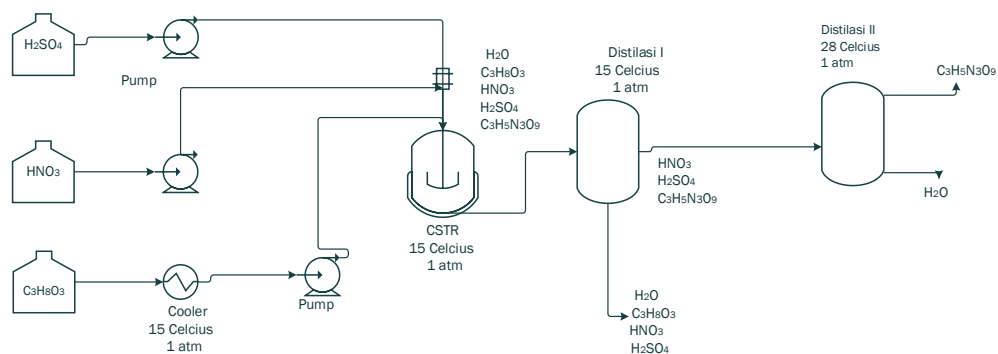 H2SO4
Pump
HNO3
C3H8O3
Cooler
15 Celcius
1 atm
Pump
H2O
C3H8O3
HNO3
H2SO4
C3H5N3O9
CSTR
15 Celcius
1 atm
Distilasi I
15 Celcius
1 atm
HNO3
H2SO4
C3H5N3O9
H2O
C3H8O3
HNO3
H2SO4
Distilasi II
28 Celcius
1 atm
C3H5N3O9
H2O